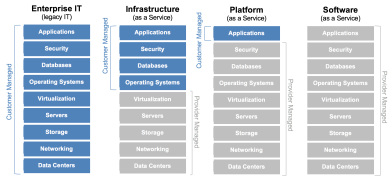 Enterprise IT
(legacy IT)
Customer Managed
Applications
Security
Databases
Operating Systems
Virtualization
Servers
Storage
Networking
Data Centers
Infrastructure
(as a Service)
Customer Managed
Applications
Security
Databases
Operating Systems
Virtualization
Servers
Storage
Networking
Data Centers
Provider Managed
Platform
(as a Service)
Customer Managed
Applications
Security
Databases
Operating Systems
Virtualization
Servers
Storage
Networking
Data Centers
Provider Managed
Software
(as a Service)
Applications
Security
Databases
Operating Systems
Virtualization
Servers
Storage
Networking
Data Centers
Provider Managed